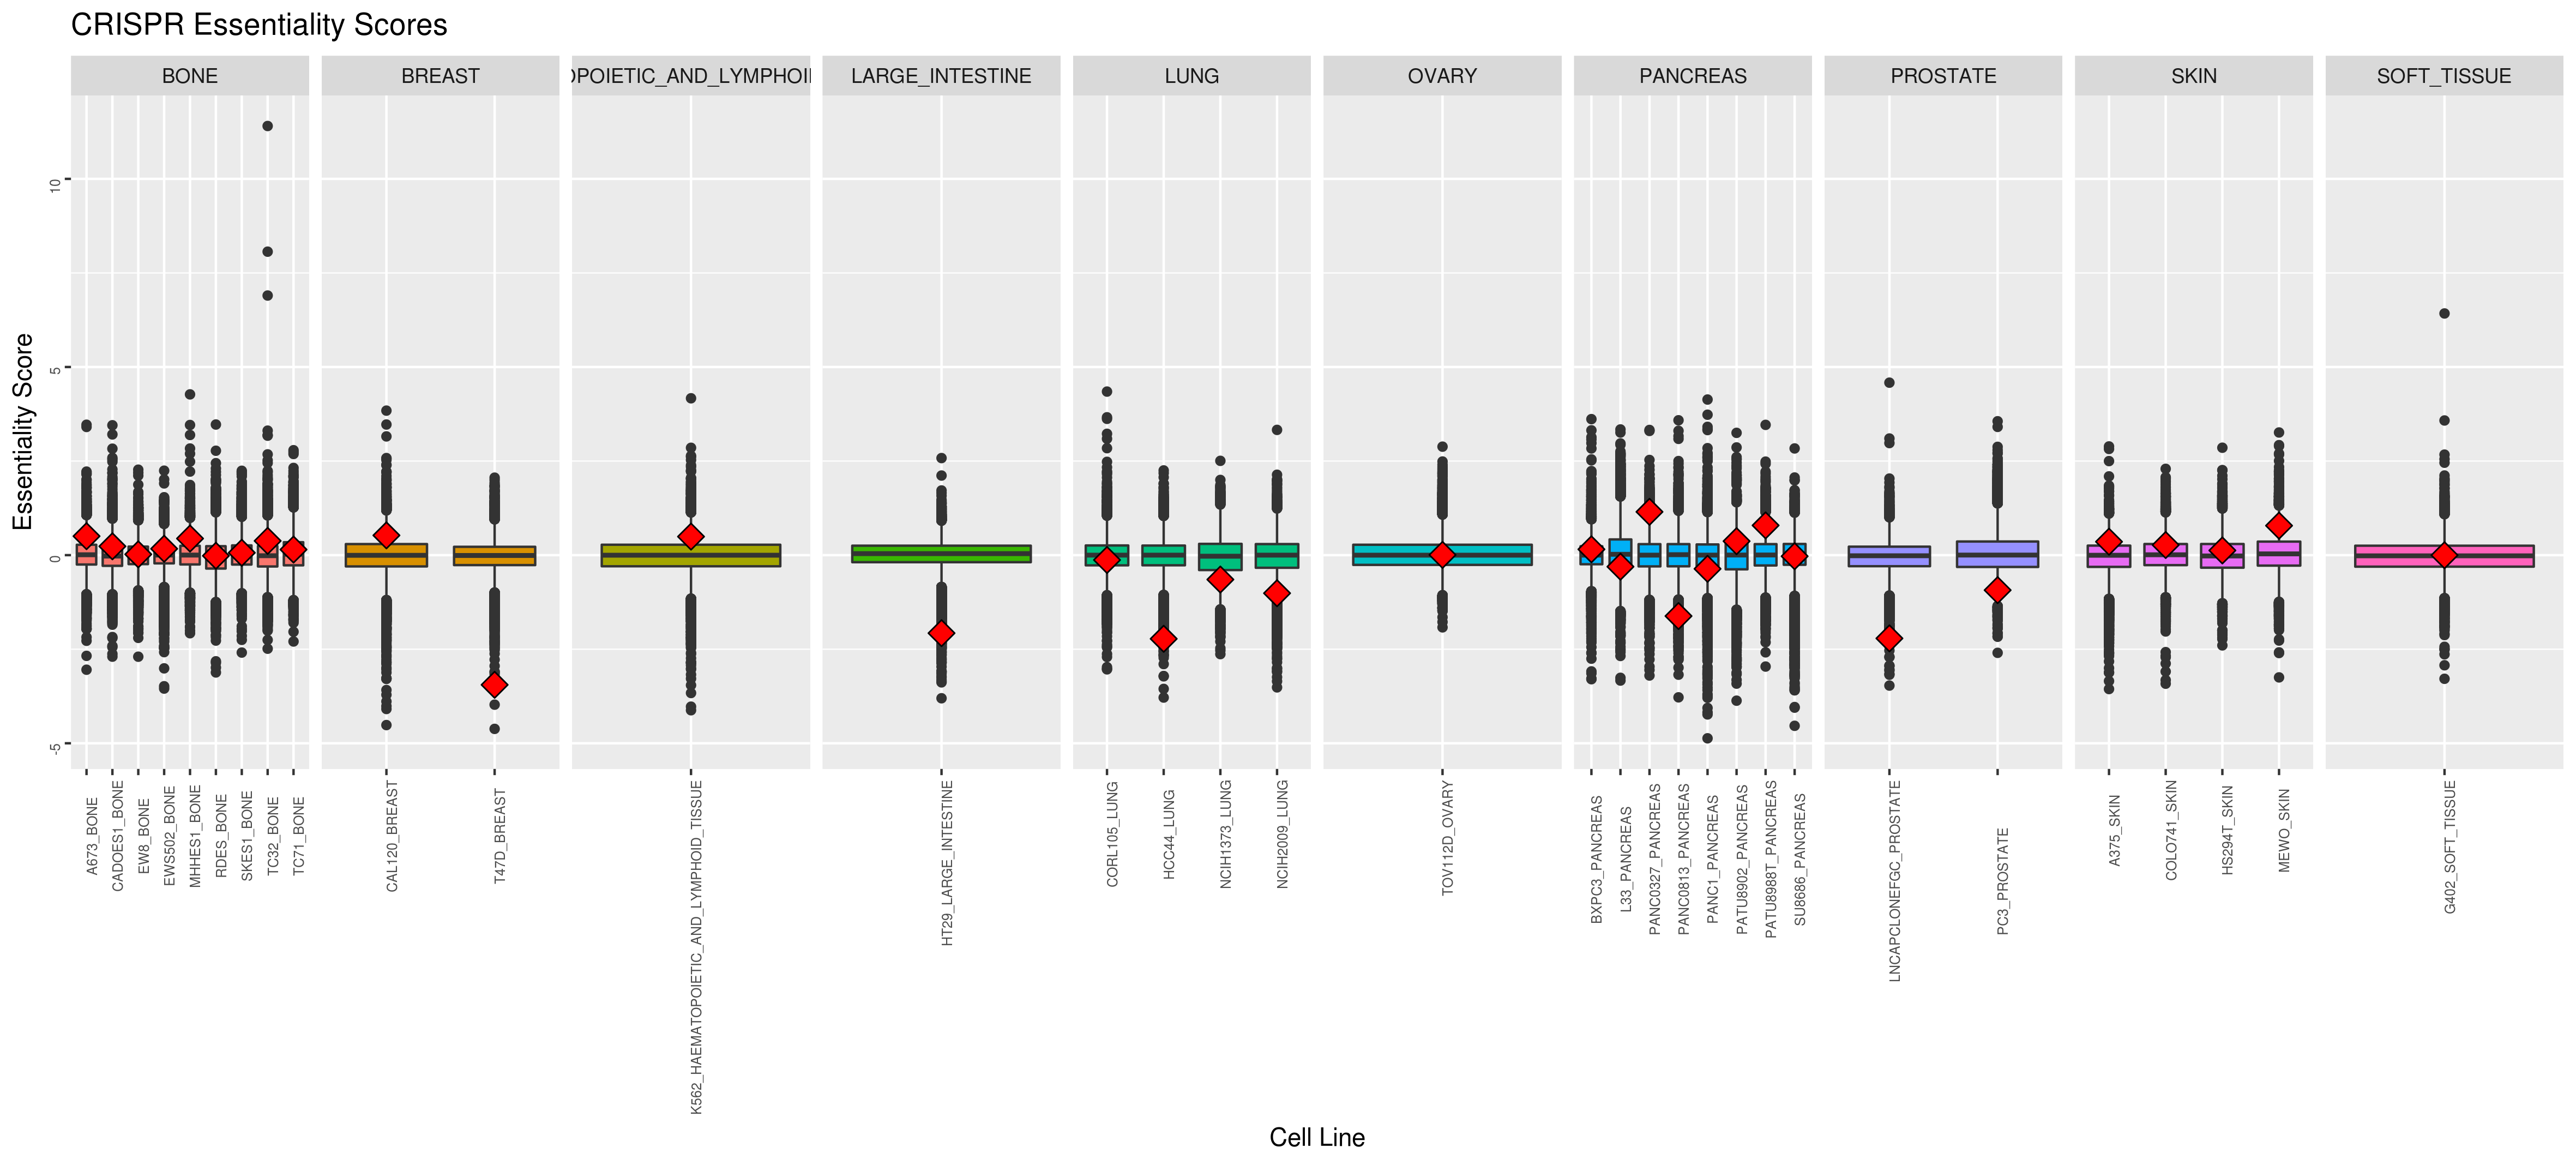 CRISPR Essentiality Scores
BONE
BREAST
OPOIETIC_AND_LYMPHOII
LARGE_INTESTINE
LUNG
OVARY
PANCREAS
PROSTATE
SKIN
SOFT_TISSUE
Essentiality Score
10
5
0
-5
A673_BONE
CADOES1_BONE
EW8_BONE
EWS502_BONE
MHHES1_BONE
RDES_BONE
SKES1_BONE
TC32_BONE
TC71_BONE
CAL120_BREAST
T47D_BREAST
K562_HAEMATOPOIETIC_AND_LYMPHOID_TISSUE
HT29_LARGE_INTESTINE
CORL105_LUNG
HCC44_LUNG
NCIH1373_LUNG
NCIH2009_LUNG
TOV112D_OVARY
BXPC3_PANCREAS
L33_PANCREAS
PANC0327_PANCREAS
PANC0813_PANCREAS
PANC1_PANCREAS
PATU8902_PANCREAS
PATU8988T_PANCREAS
SU8686_PANCREAS
LNCAPCLONEFGC_PROSTATE
PC3_PROSTATE
A375_SKIN
COLO741_SKIN
HS294T_SKIN
MEWO_SKIN
G402_SOFT_TISSUE
Cell Line